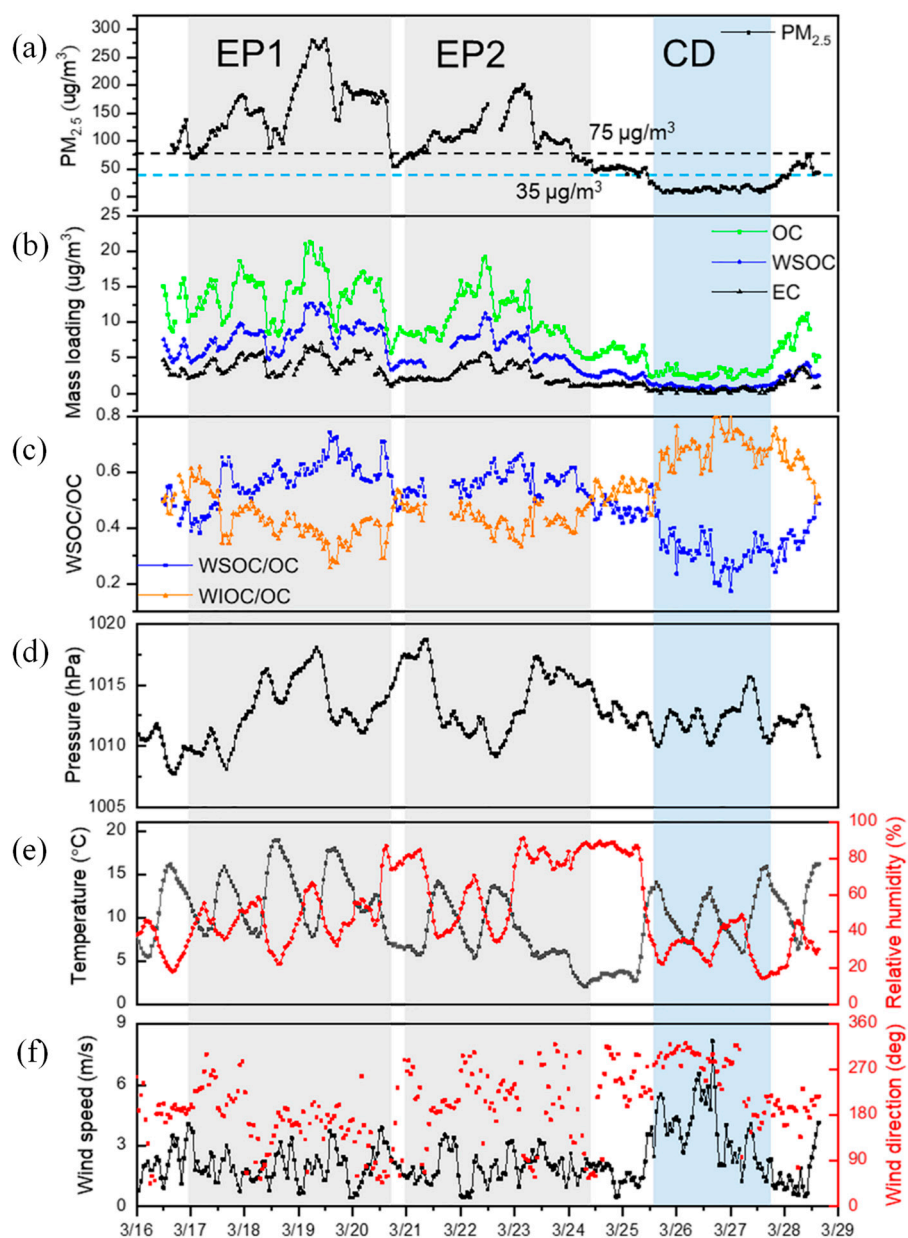 (a)
PM2.5 (ug/m3)
300
250
200
150
100
50
0
EP1
EP2
CD
PM2.5
75 µg/m3
35 µg/m3
(b)
Mass loading (ug/m3)
25
20
15
10
5
0
OC
WSOC
EC
(c)
WSOC/OC
0.8
0.6
0.4
0.2
WSOC/OC
WIOC/OC
(d)
Pressure (hPa)
1020
1015
1010
1005
(e)
Temperature (°C)
20
15
10
5
0
100
80
60
40
20
0
Relative humidity (%)
(f)
Wind speed (m/s)
9
6
3
0
360
270
180
90
0
Wind direction (deg)
3/16 3/17 3/18 3/19 3/20 3/21 3/22 3/23 3/24 3/25 3/26 3/27 3/28 3/29